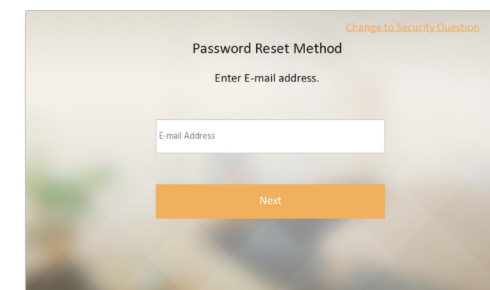 Change to Security Question
Password Reset Method
Enter E-mail address.
E-mail Address
Next